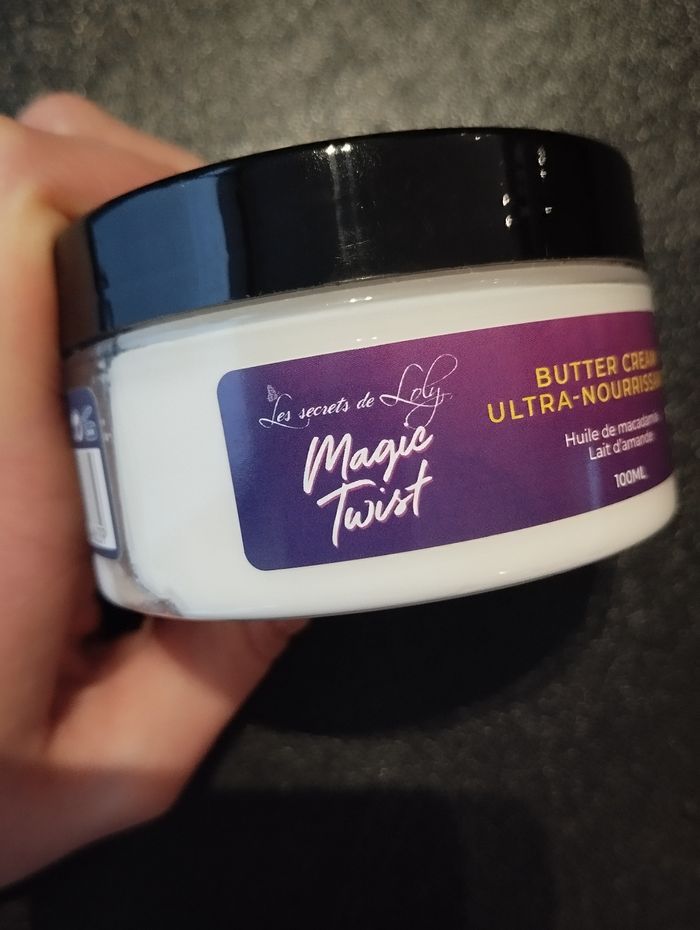 Les secrets de Loly
Magic
Twist
BUTTER CREAM
ULTRA-NOURRISSA
Huile de macadamia
Lait d'amande
100ML